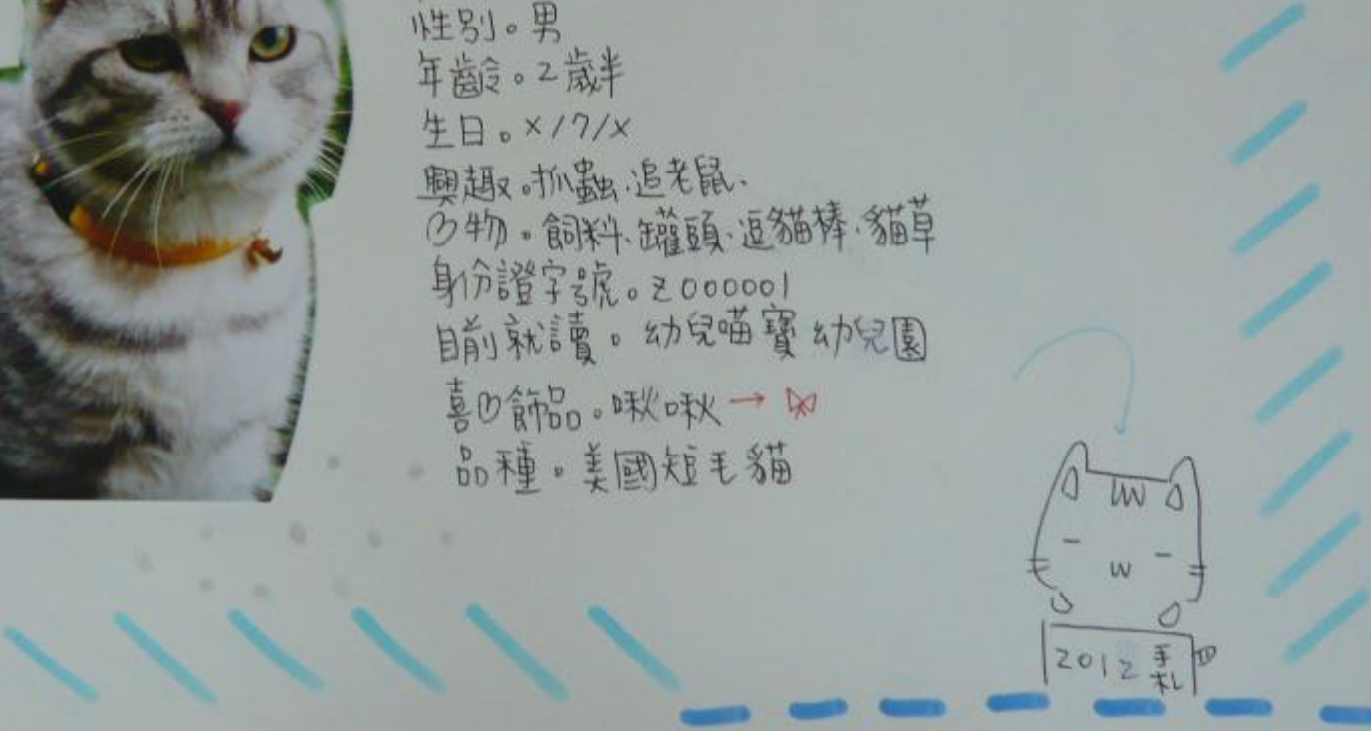 性別。男
年齡。2歲半
生日。x/7/x
興趣。抓蟲、追老鼠、
物。飼料、罐頭、逗貓棒、貓草
身份證字號。Z000001
目前就讀。幼兒喵寶幼兒園
喜飾品。啾啾→
品種。美國短毛貓
2012手札